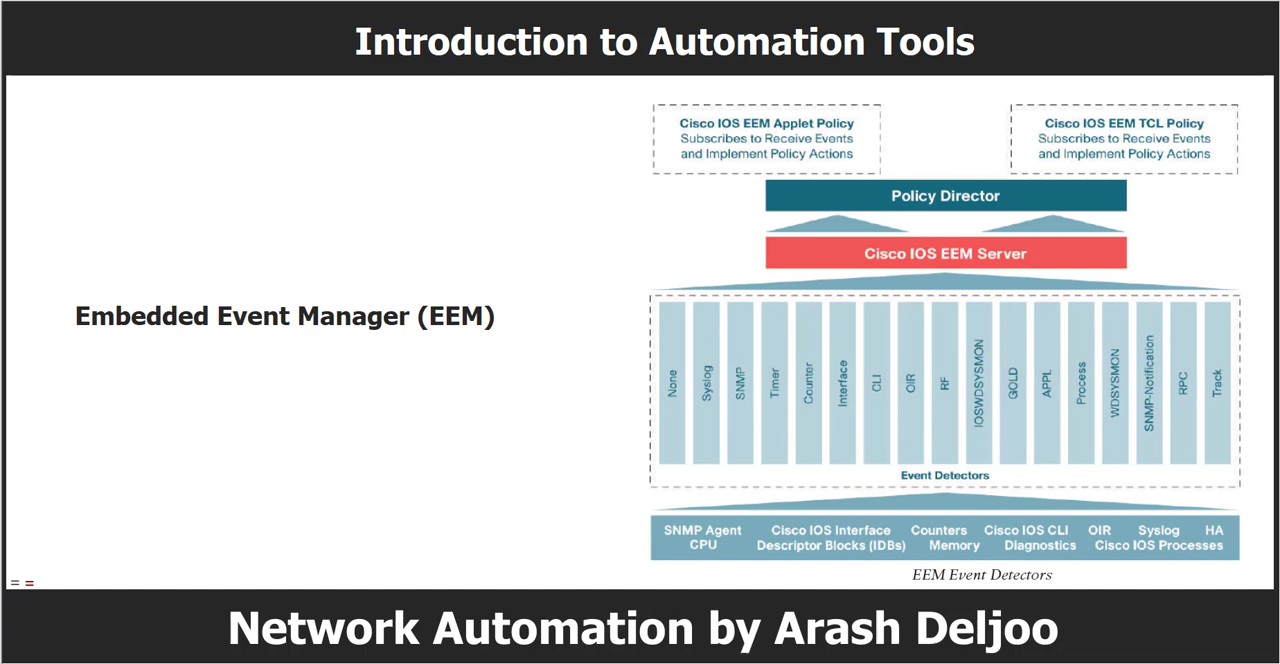 Introduction to Automation Tools
Embedded Event Manager (EEM)
Cisco IOS EEM Applet Policy
Subscribes to Receive Events
and Implement Policy Actions
Cisco IOS EEM TCL Policy
Subscribes to Receive Events
and Implement Policy Actions
Policy Director
Cisco IOS EEM Server
None
Syslog
SNMP
Timer
Counter
Interface
CLI
OIR
RF
IOSWDSYSMON
GOLD
APPL
Process
WDSYSMON
SNMP-Notification
RPC
Track
Event Detectors
SNMP Agent
CPU
Cisco IOS Interface
Descriptor Blocks (IDBs)
Counters
Memory
Cisco IOS CLI
Diagnostics
OIR
Syslog
HA
Cisco IOS Processes
EEM Event Detectors
Network Automation by Arash Deljoo